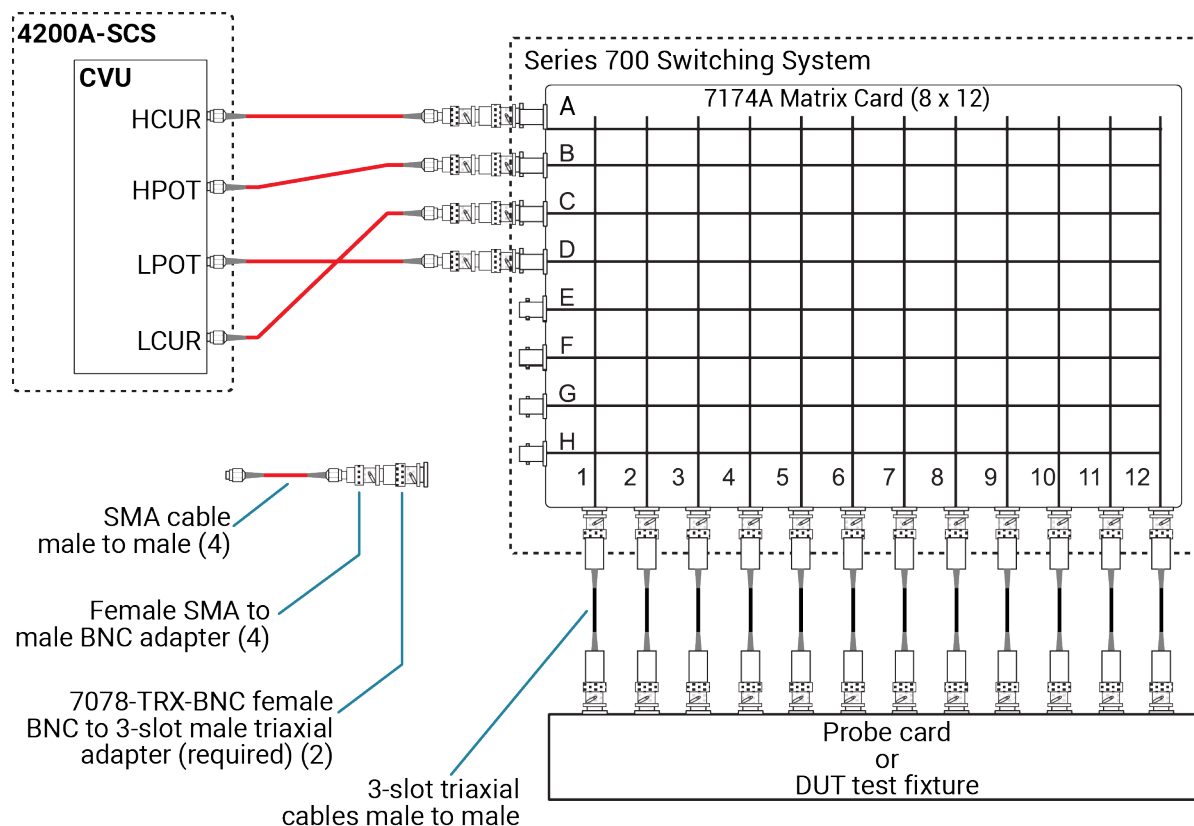 4200A-SCS
CVU
HCUR
HPOT
LPOT
LCUR
Series 700 Switching System
7174A Matrix Card (8 x 12)
A
B
C
D
E
F
G
H
1 2 3 4 5 6 7 8 9 10 11 12
SMA cable
male to male (4)
Female SMA to
male BNC adapter (4)
7078-TRX-BNC female
BNC to 3-slot male triaxial
adapter (required) (2)
3-slot triaxial
cables male to male
Probe card
or
DUT test fixture